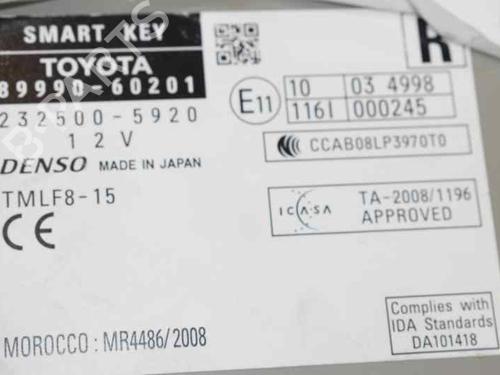 SMART KEY
TOYOTA
89990-60201
232500-5920
12V
DENSO MADE IN JAPAN
TMLF8-15
CE
MOROCCO : MR4486/2008
R
E11
10 03 4998
116I 000245
CCAB08LP3970T0
ICASA
TA-2008/1196
APPROVED
Complies with
IDA Standards
DA101418